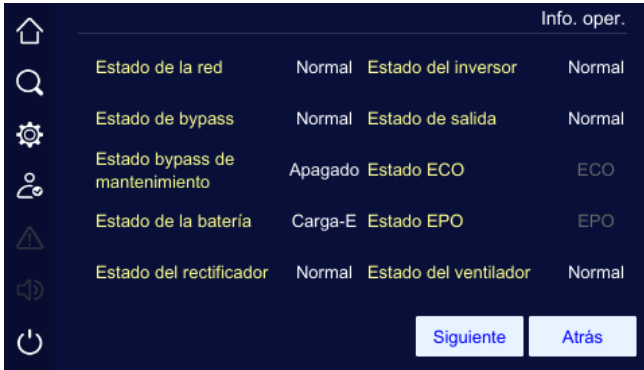 Info. oper.
Estado de la red Normal Estado del inversor Normal
Estado de bypass Normal Estado de salida Normal
Estado bypass de
mantenimiento Apagado Estado ECO ECO
Estado de la batería Carga-E Estado EPO EPO
Estado del rectificador Normal Estado del ventilador Normal
Siguiente Atrás